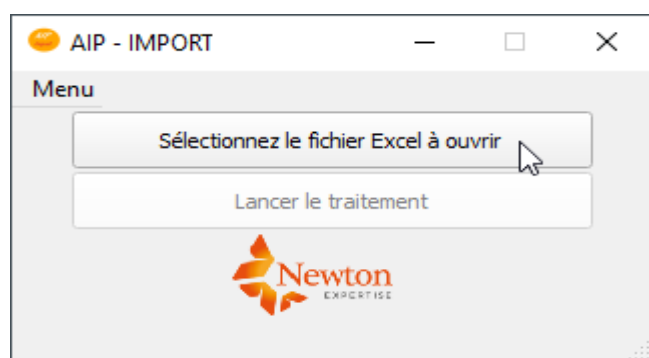 AIP - IMPORT
Menu
Sélectionnez le fichier Excel à ouvrir
Lancer le traitement
Newton
EXPERTISE